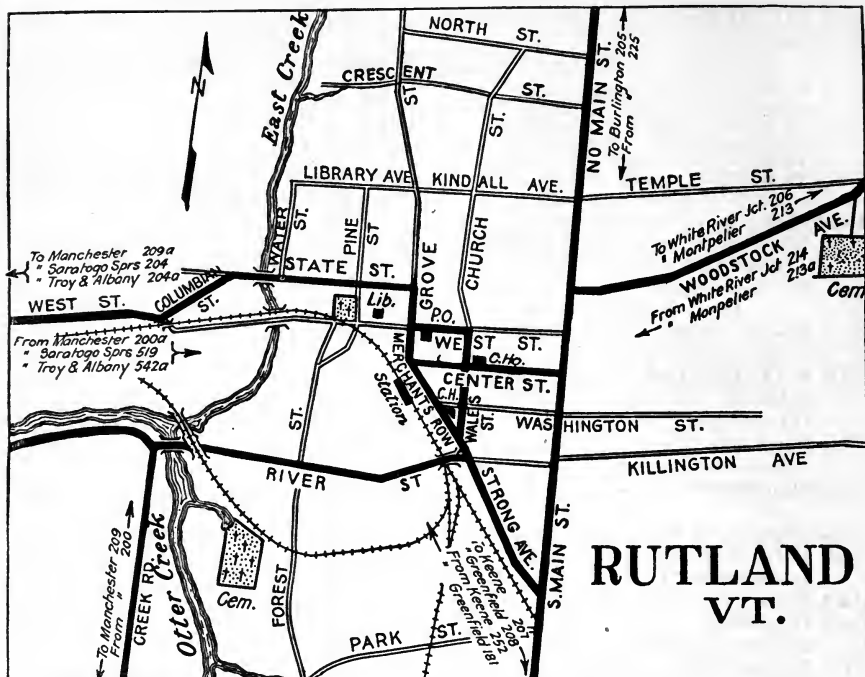 NORTH ST.
CRESCENT ST.
ST.
ST.
East Creek
N
NO MAIN ST.
To Burlington 205
From " 225
LIBRARY AVE
KINDALL AVE.
TEMPLE ST.
WATER ST.
PINE ST
GROVE
CHURCH
To White River Jct. 206
" Montpelier 213
WOODSTOCK AVE.
From White River Jct 214
" Monpelier 213a
Cem
To Manchester 209a
" Saratogo Sprs 204
" Troy & Albany 204a
STATE ST.
COLUMBIAN ST.
WEST ST.
Lib.
P.O.
WEST ST
C.Ho.
From Manchester 200a
" Saratogo Sprs 519
" Troy & Albany 542a
MERCHANTS ROW
Station
CENTER ST.
C.H.
WALES ST.
WASHINGTON ST.
KILLINGTON AVE
RIVER ST
STRONG AVE.
S. MAIN ST.
To Keene 207
" Greenfield 208
From Keene 252
" Greenfield 181
RUTLAND
VT.
To Manchester 209
From " 200
CREEK RD.
Otter Creek
Cem.
FOREST ST.
PARK ST.